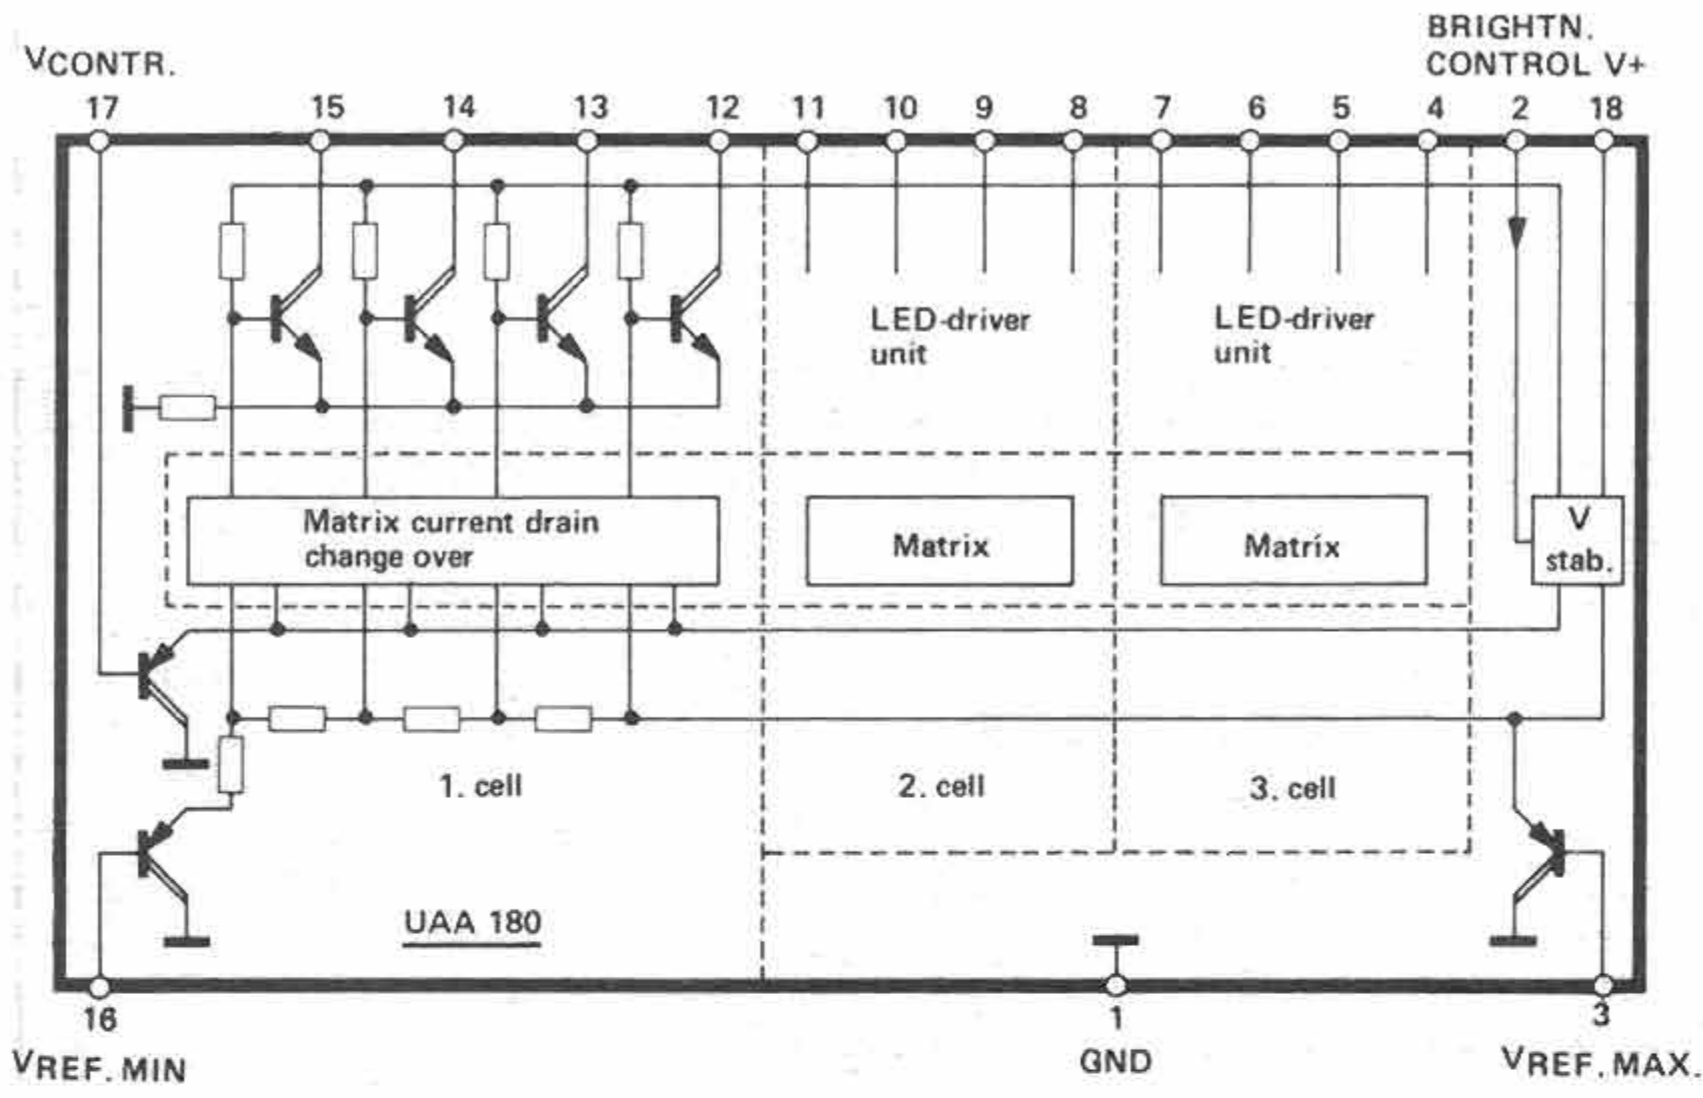 BRIGHTN.
VCONTR. CONTROL V+
17 15 14 13 12 11 10 9 8 7 6 5 4 2 18
LED-driver LED-driver
unit unit
Matrix current drain
change over
Matrix Matrix
V
stab.
1. cell 2. cell 3. cell
UAA 180
16 1 3
VREF. MIN GND VREF. MAX.